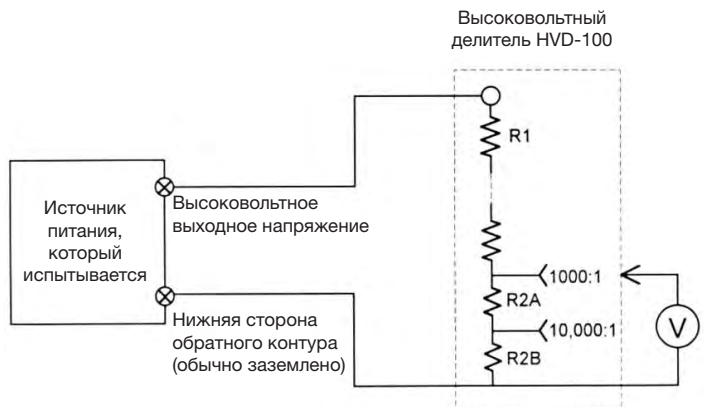 Высоковольтный
делитель HVD-100
R1
Источник
питания,
который
испытывается
Высоковольтное
выходное напряжение
1000:1
R2A
Нижняя сторона
обратного контура
(обычно заземлено)
10,000:1
R2B
V